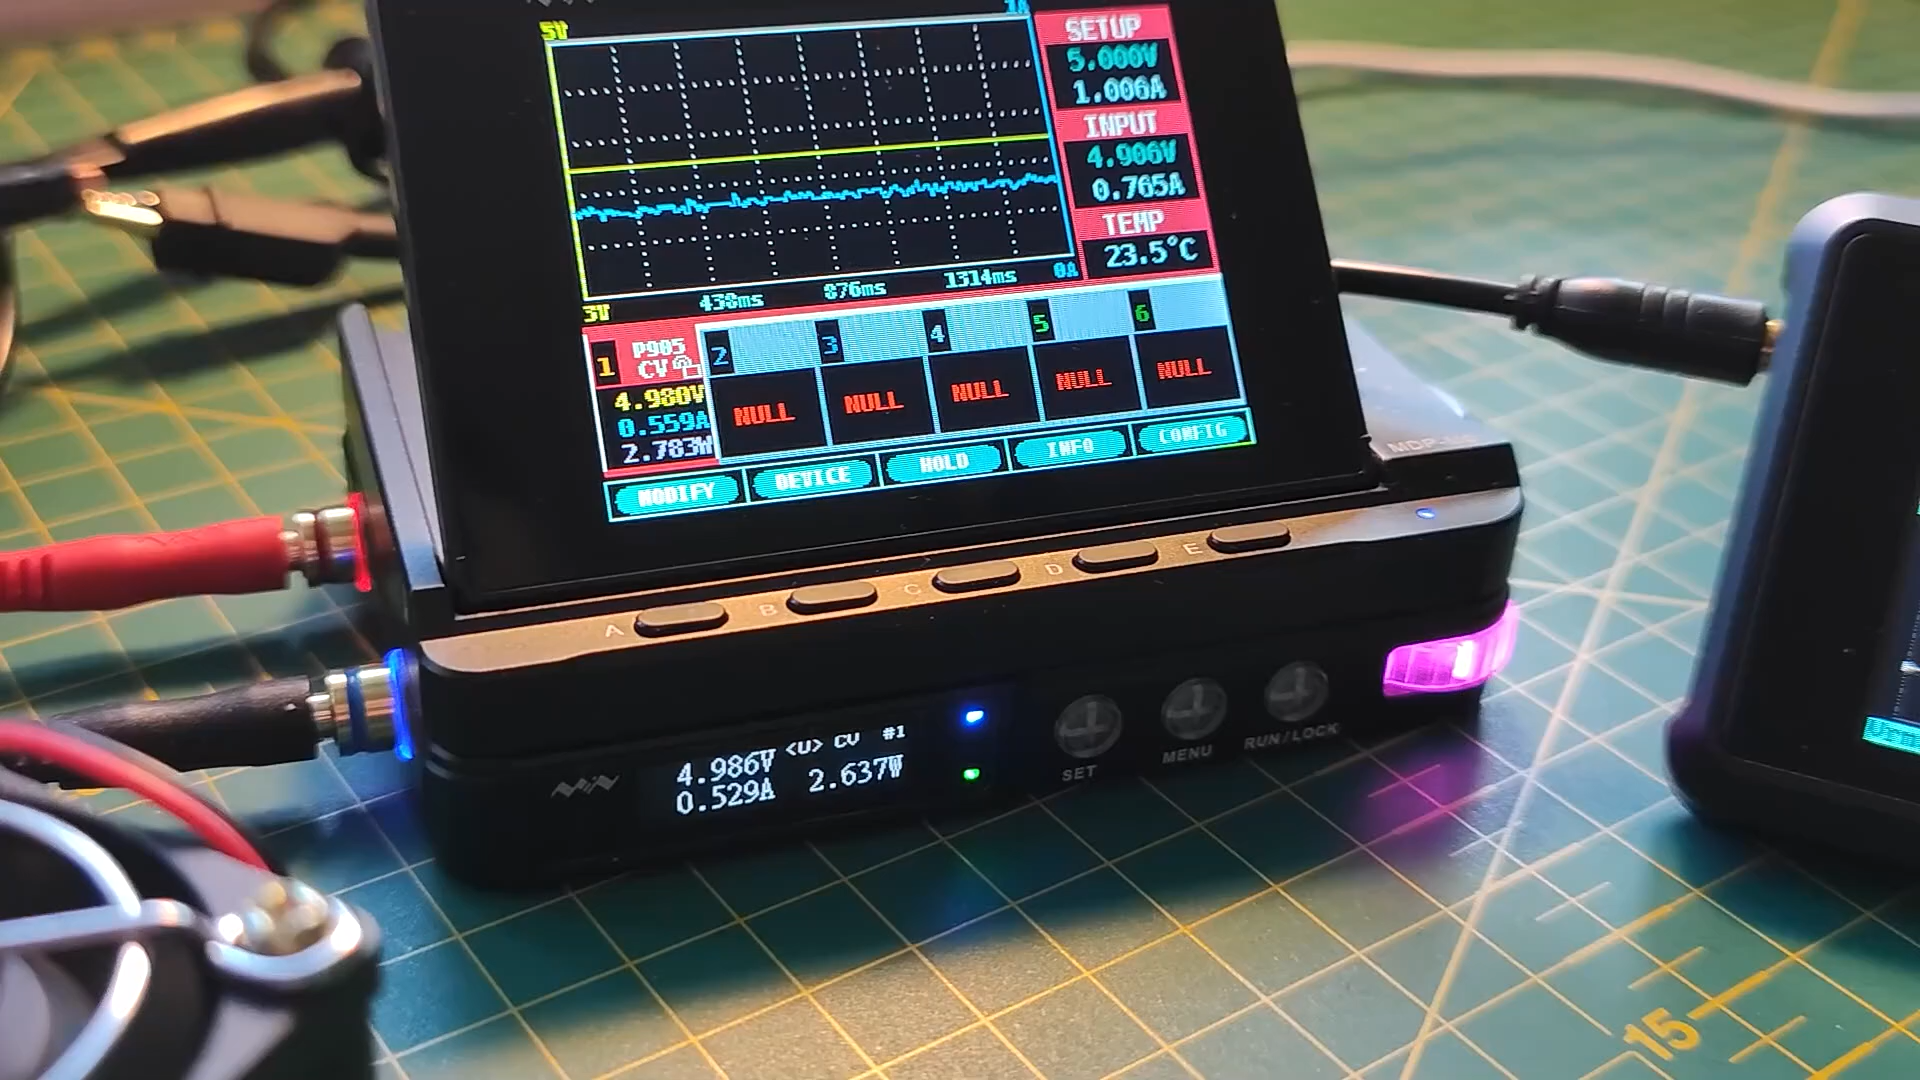 5V
1A
SETUP
5.000V
1.006A
INPUT
4.906V
0.765A
TEMP
23.5°C
438ms
876ms
1314ms
0A
3V
1
P905
CV
4.980V
0.559A
2.783W
2
3
4
5
6
NULL
NULL
NULL
NULL
NULL
MODIFY
DEVICE
HOLD
INFO
CONFIG
A
B
C
D
E
4.986V <U> CV #1
0.529A 2.637W
SET
MENU
RUN/LOCK
15